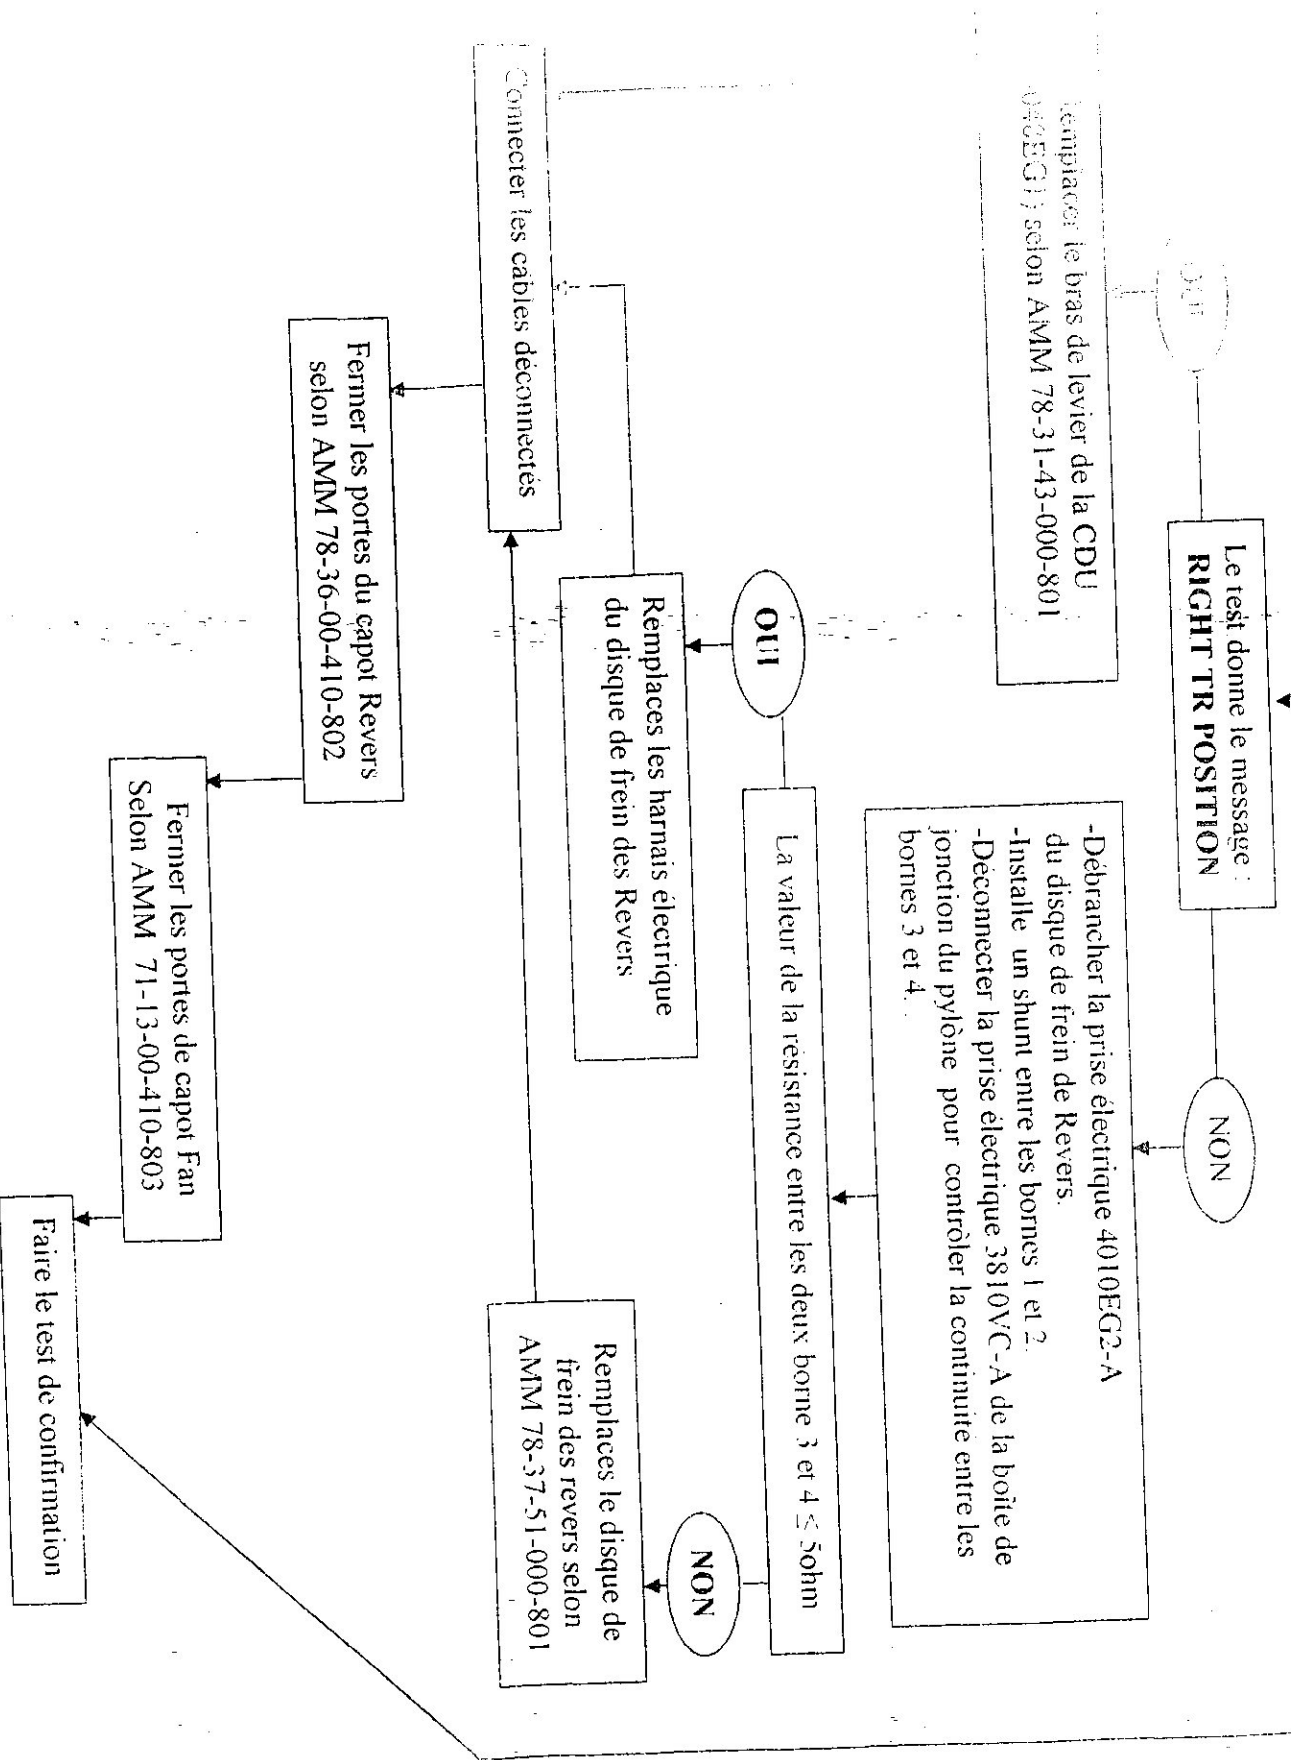 Le test donne le message :
RIGHT TR POSITION
OUI
NON
remplacer le bras de levier de la CDU
selon AMM 78-31-43-000-801
-Débrancher la prise électrique 4010EG2-A
du disque de frein de Revers.
-Installe un shunt entre les bornes 1 et 2.
-Déconnecter la prise électrique 3810VC-A de la boîte de
jonction du pylône pour contrôler la continuité entre les
bornes 3 et 4.
La valeur de la résistance entre les deux borne 3 et 4 ≤ 5ohm
OUI
NON
Remplaces les harnais électrique
du disque de frein des Revers
Remplaces le disque de
frein des revers selon
AMM 78-37-51-000-801
Connecter les câbles déconnectés
Fermer les portes du capot Revers
selon AMM 78-36-00-410-802
Fermer les portes de capot Fan
Selon AMM 71-13-00-410-803
Faire le test de confirmation